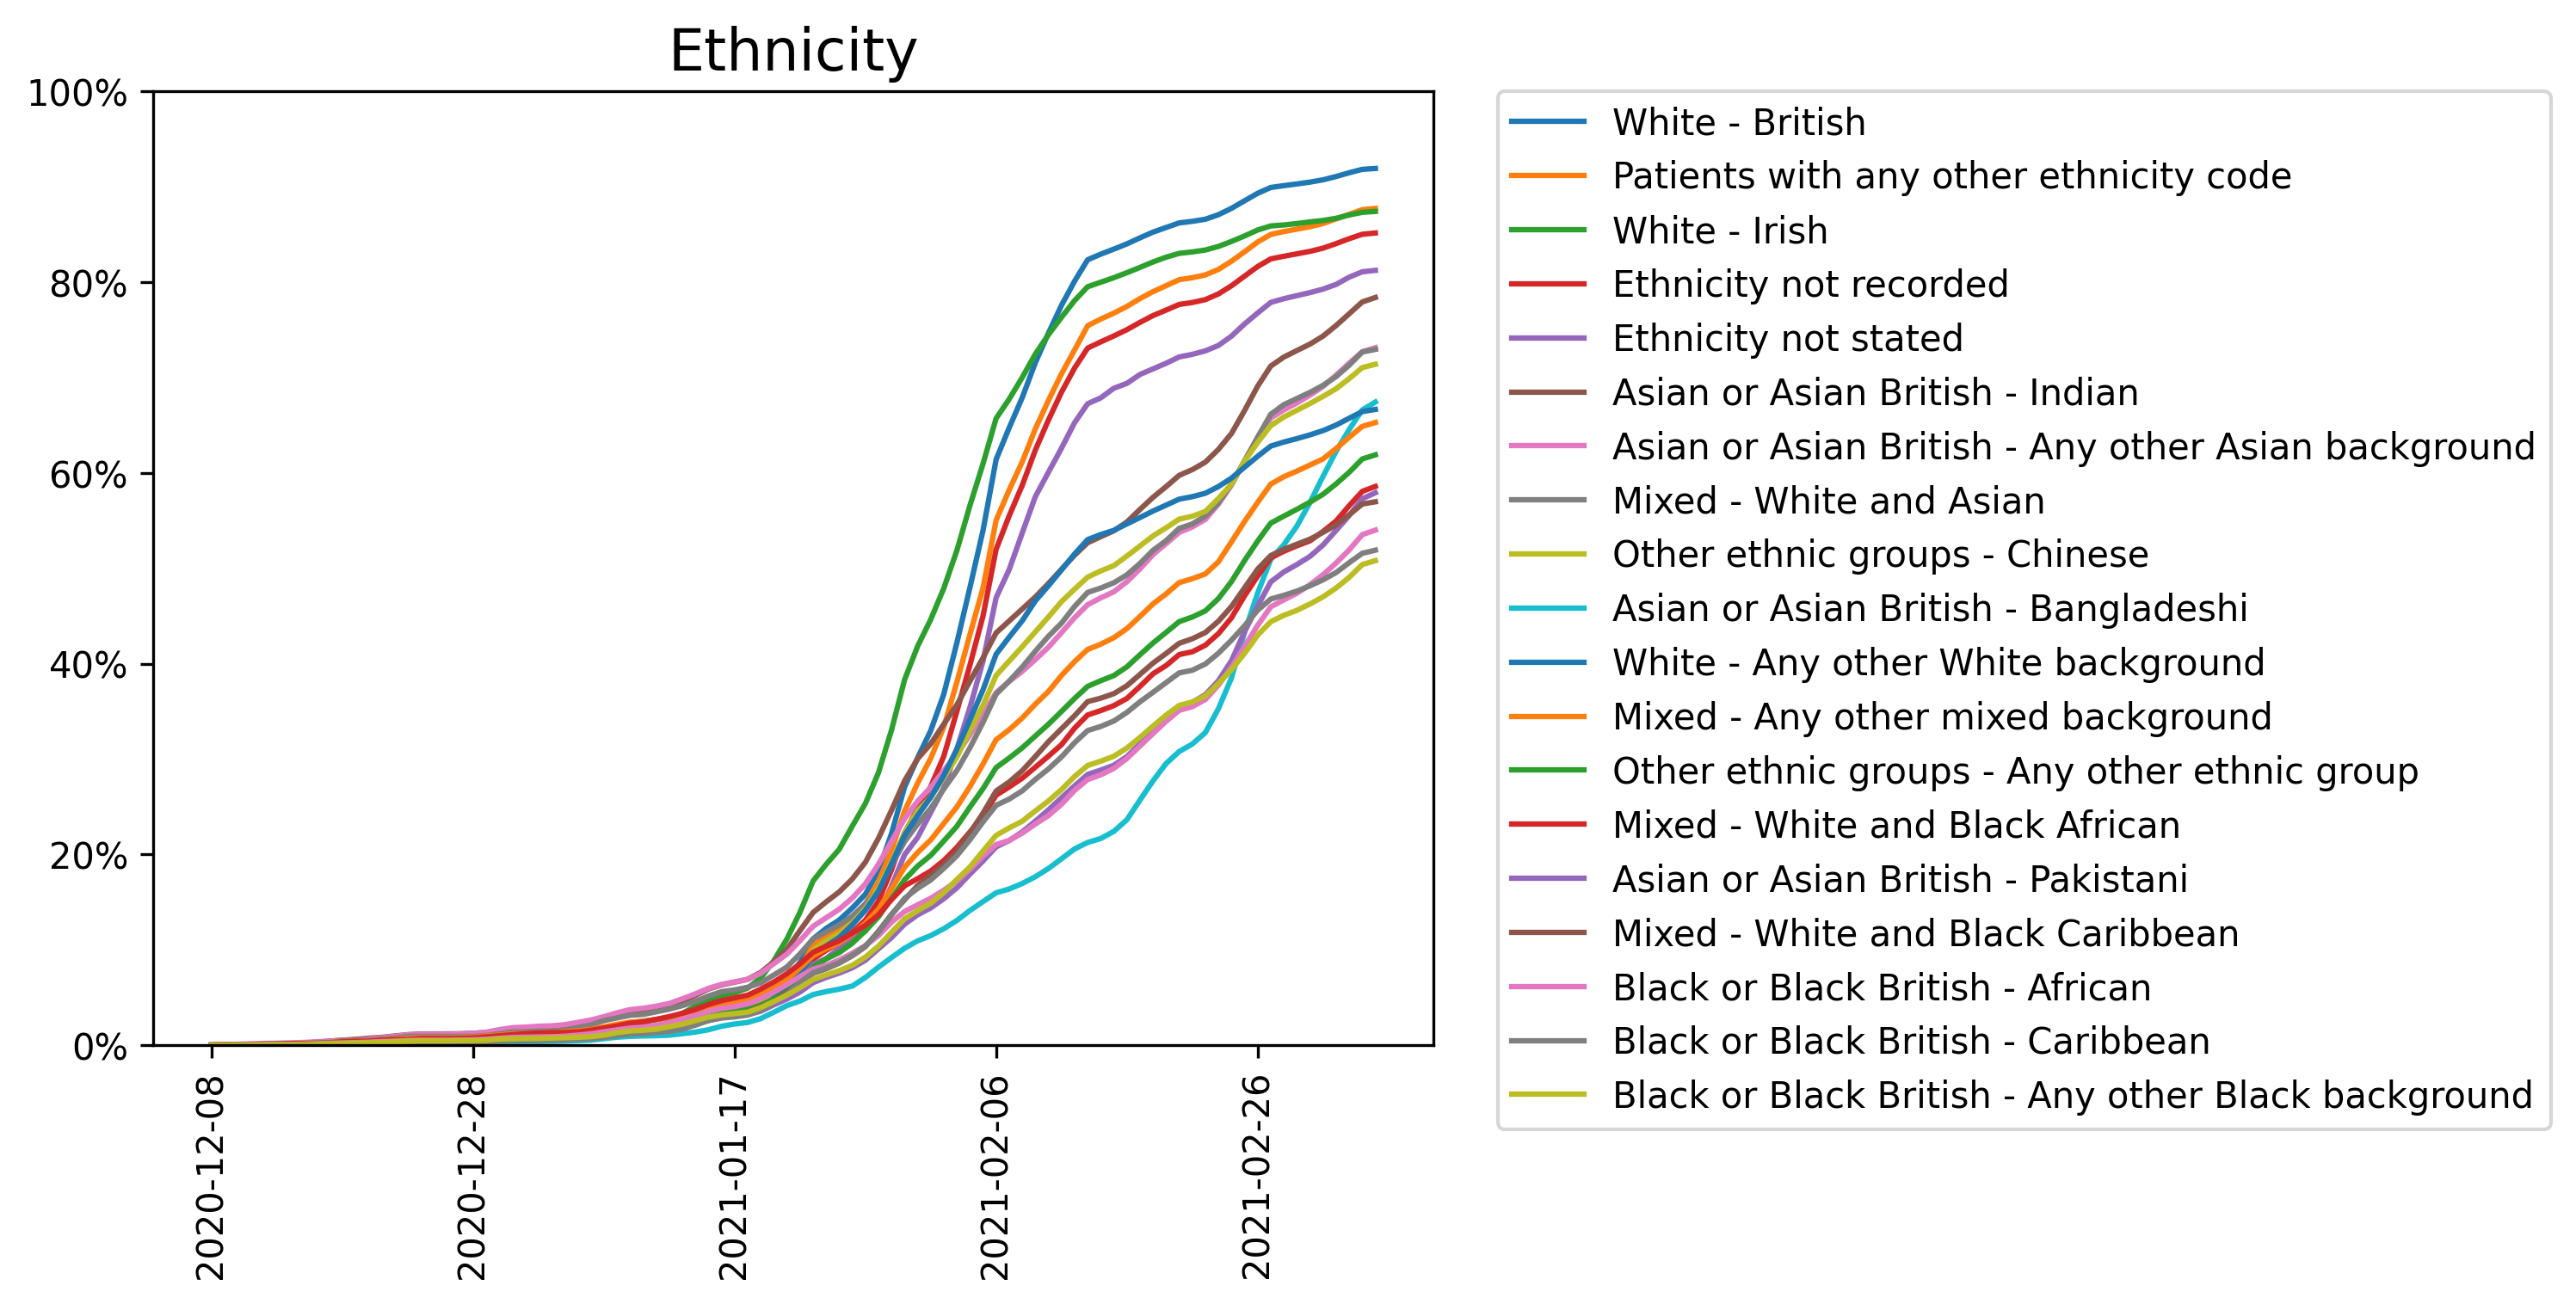 Ethnicity
100%
80%
60%
40%
20%
0%
2020-12-08
2020-12-28
2021-01-17
2021-02-06
2021-02-26
White - British
Patients with any other ethnicity code
White - Irish
Ethnicity not recorded
Ethnicity not stated
Asian or Asian British - Indian
Asian or Asian British - Any other Asian background
Mixed - White and Asian
Other ethnic groups - Chinese
Asian or Asian British - Bangladeshi
White - Any other White background
Mixed - Any other mixed background
Other ethnic groups - Any other ethnic group
Mixed - White and Black African
Asian or Asian British - Pakistani
Mixed - White and Black Caribbean
Black or Black British - African
Black or Black British - Caribbean
Black or Black British - Any other Black background